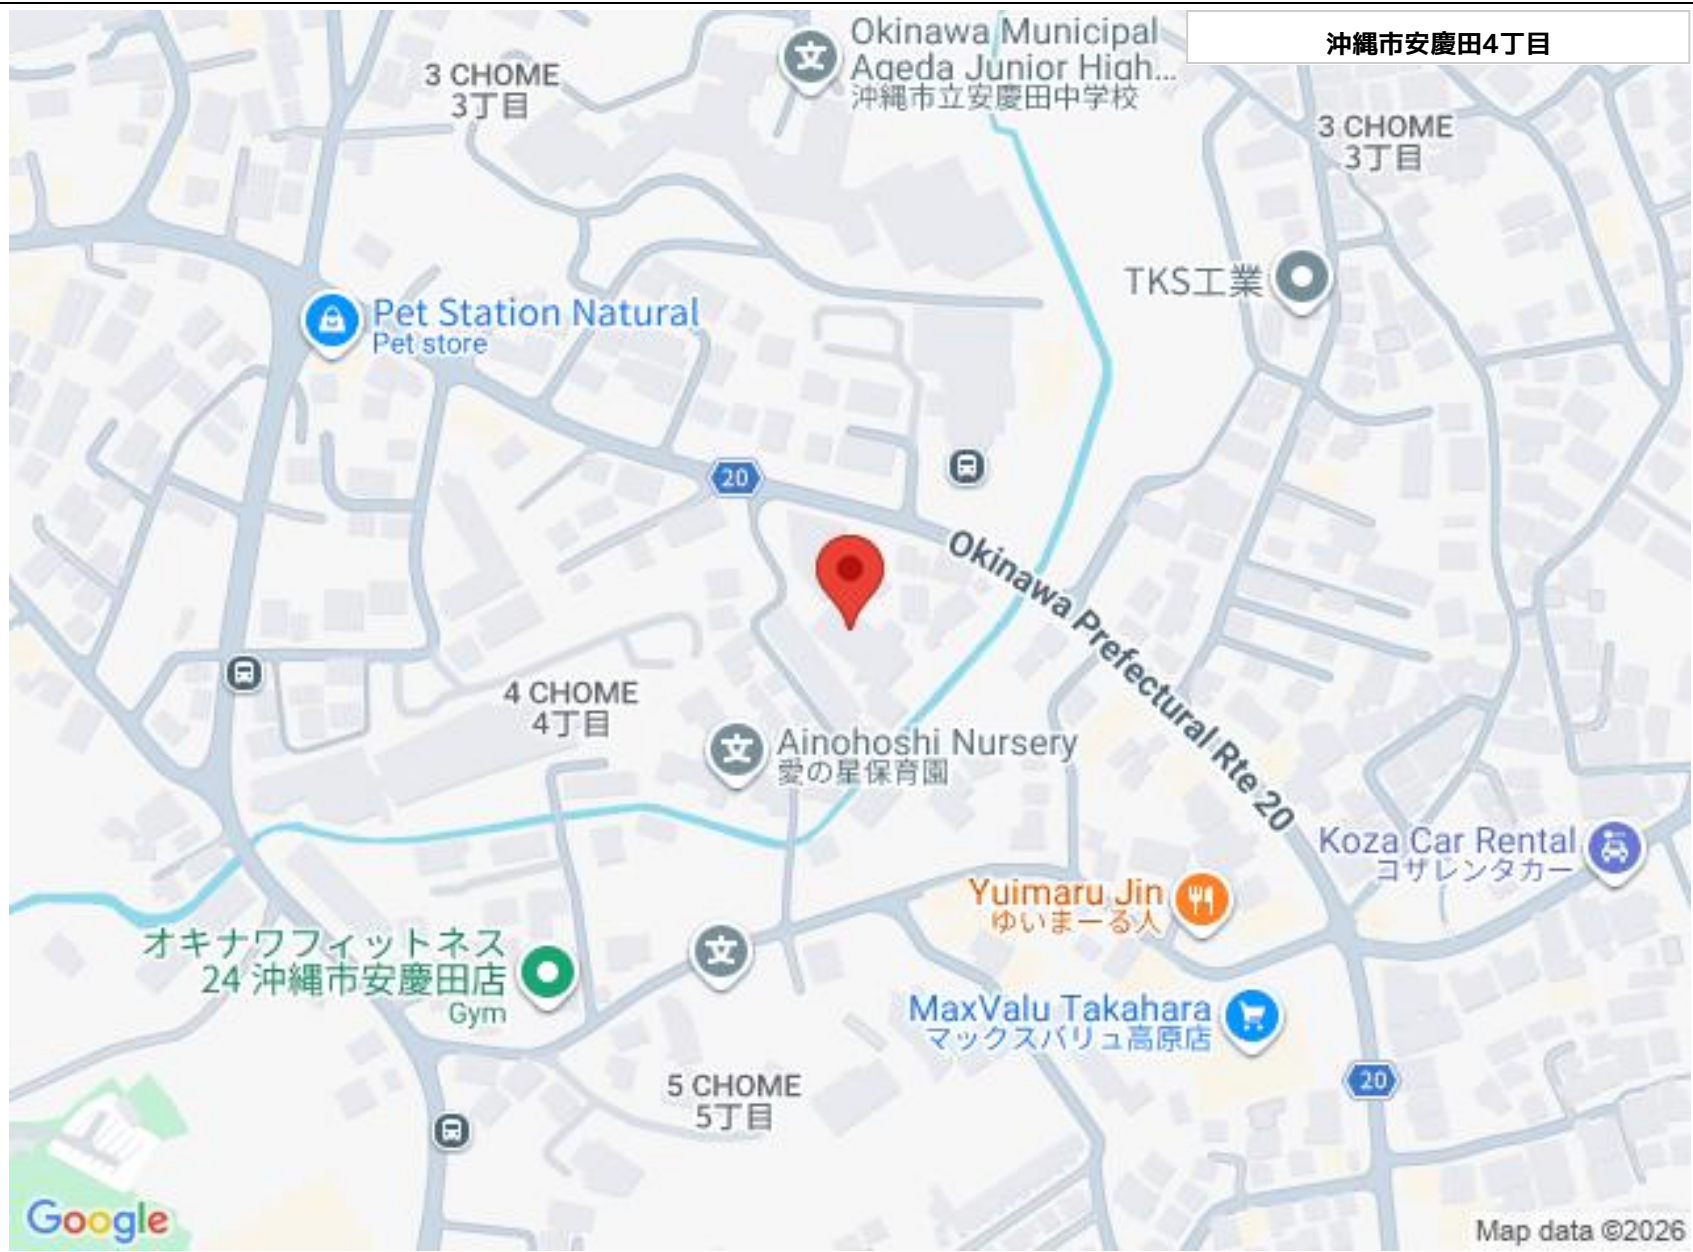 沖縄市安慶田4丁目
Okinawa Municipal
Ageda Junior High...
沖縄市立安慶田中学校
3 CHOME
3丁目
3 CHOME
3丁目
TKS工業
Pet Station Natural
Pet store
20
Okinawa Prefectural Rte 20
4 CHOME
4丁目
Ainohoshi Nursery
愛の星保育園
Koza Car Rental
コザレンタカー
Yuimaru Jin
ゆいまーる人
オキナワフィットネス
24 沖縄市安慶田店
Gym
MaxValu Takahara
マックスバリュ高原店
20
5 CHOME
5丁目
Google
Map data ©2026